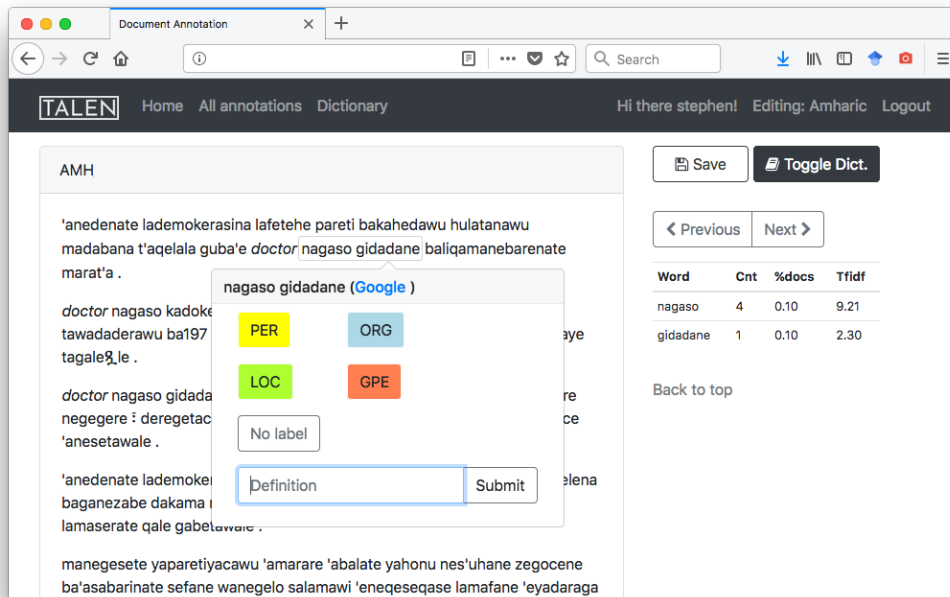 Document Annotation
Search
TALEN Home All annotations Dictionary Hi there stephen! Editing: Amharic Logout
AMH
'anedenate lademokerasina lafetehe pareti bakahedawu hulatanawu
madabana t'aqelala guba'e doctor nagaso gidadane baliqamanebarenate
marat'a .
doctor nagaso kadoke
tawadaderawu ba197 aye
doctor nagaso gidada re
'anesetawale .
'anedenate lademoker elena
baganezabe dakama
lamaserate qale gabetawale .
manegesete yaparetiyacawu 'amarare 'abalate yahonu nes'uhane zegocene
ba'asabarinate sefane wanegelo salamawi 'eneqeseqase lamafane 'eyadaraga
nagaso gidadane (Google )
PER ORG
LOC GPE
No label
Definition Submit
Save Toggle Dict.
Previous Next
Word Cnt %docs Tfidf
nagaso 4 0.10 9.21
gidadane 1 0.10 2.30
Back to top